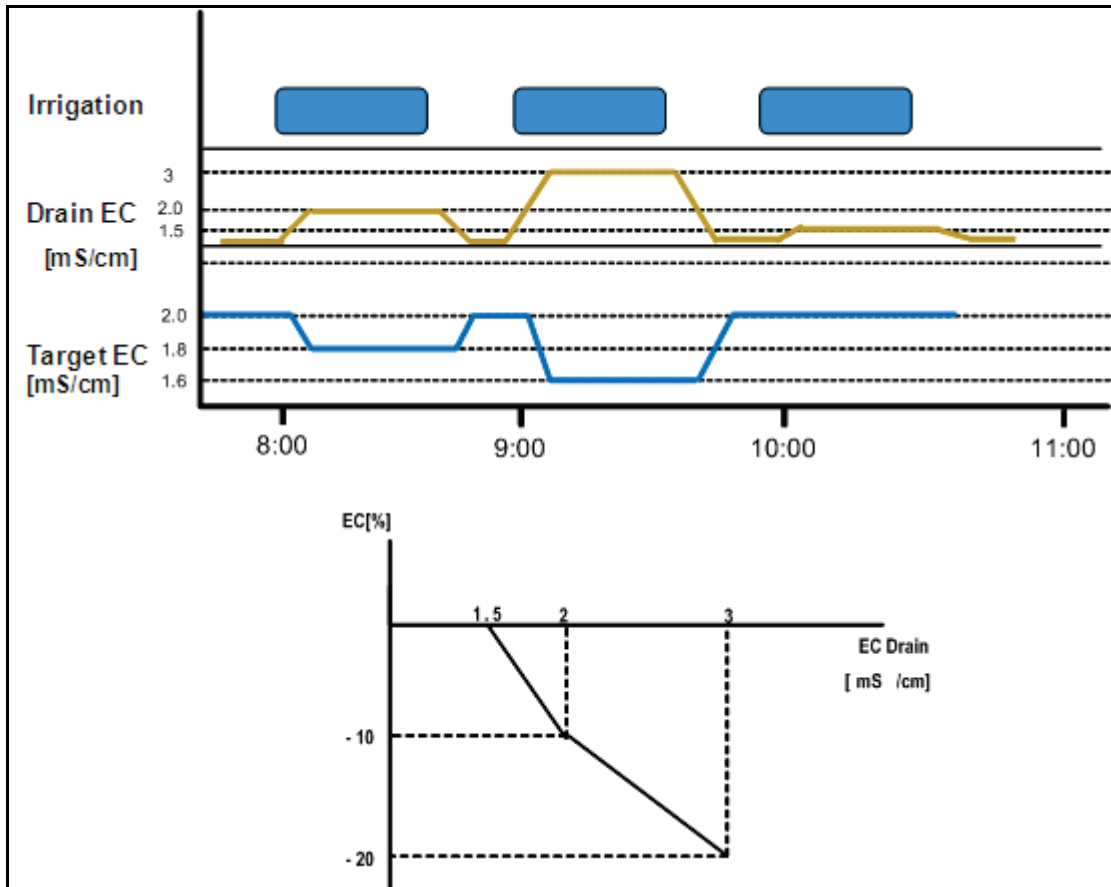 Irrigation
3
Drain EC
2.0
1.5
[mS/cm]
2.0
Target EC
1.8
[mS/cm]
1.6
8:00
9:00
10:00
11:00
EC[%]
1.5
2
3
EC Drain
[ mS /cm]
- 10
- 20